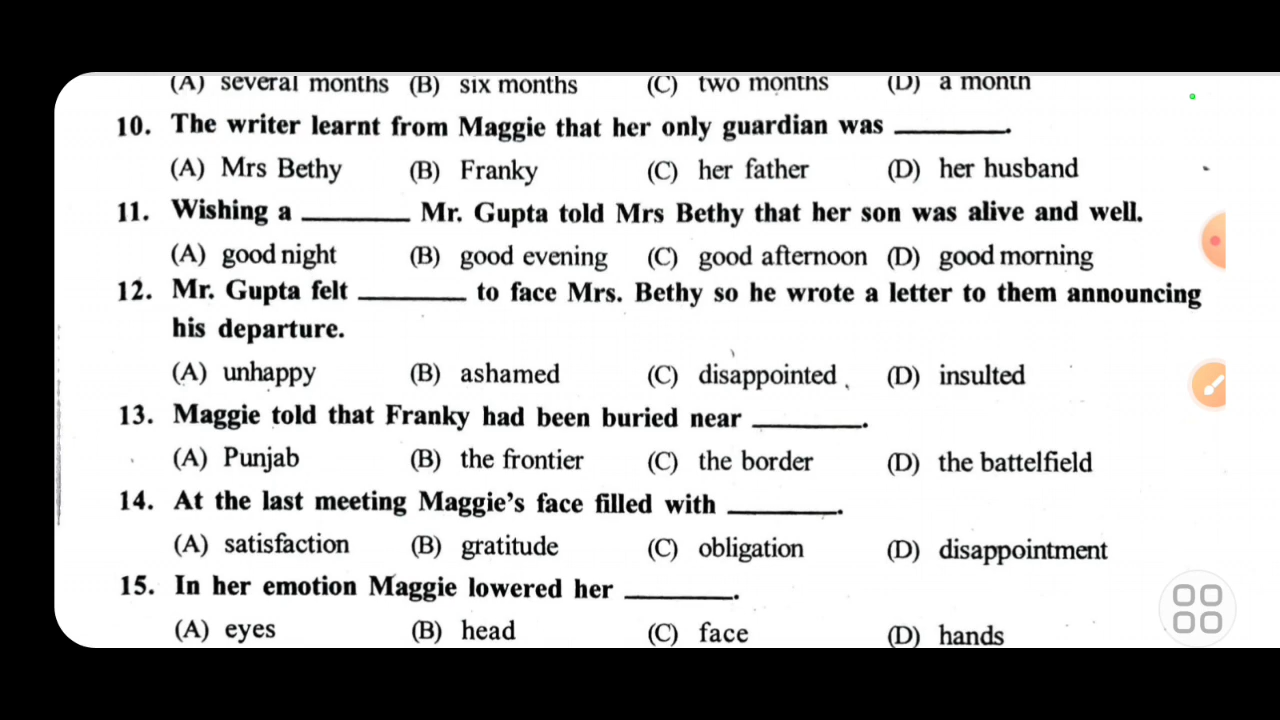 (A) several months (B) six months (C) two months (D) a month
10. The writer learnt from Maggie that her only guardian was ________.
(A) Mrs Bethy (B) Franky (C) her father (D) her husband
11. Wishing a ________ Mr. Gupta told Mrs Bethy that her son was alive and well.
(A) good night (B) good evening (C) good afternoon (D) good morning
12. Mr. Gupta felt ________ to face Mrs. Bethy so he wrote a letter to them announcing
his departure.
(A) unhappy (B) ashamed (C) disappointed (D) insulted
13. Maggie told that Franky had been buried near ________.
(A) Punjab (B) the frontier (C) the border (D) the battelfield
14. At the last meeting Maggie's face filled with ________.
(A) satisfaction (B) gratitude (C) obligation (D) disappointment
15. In her emotion Maggie lowered her ________.
(A) eyes (B) head (C) face (D) hands